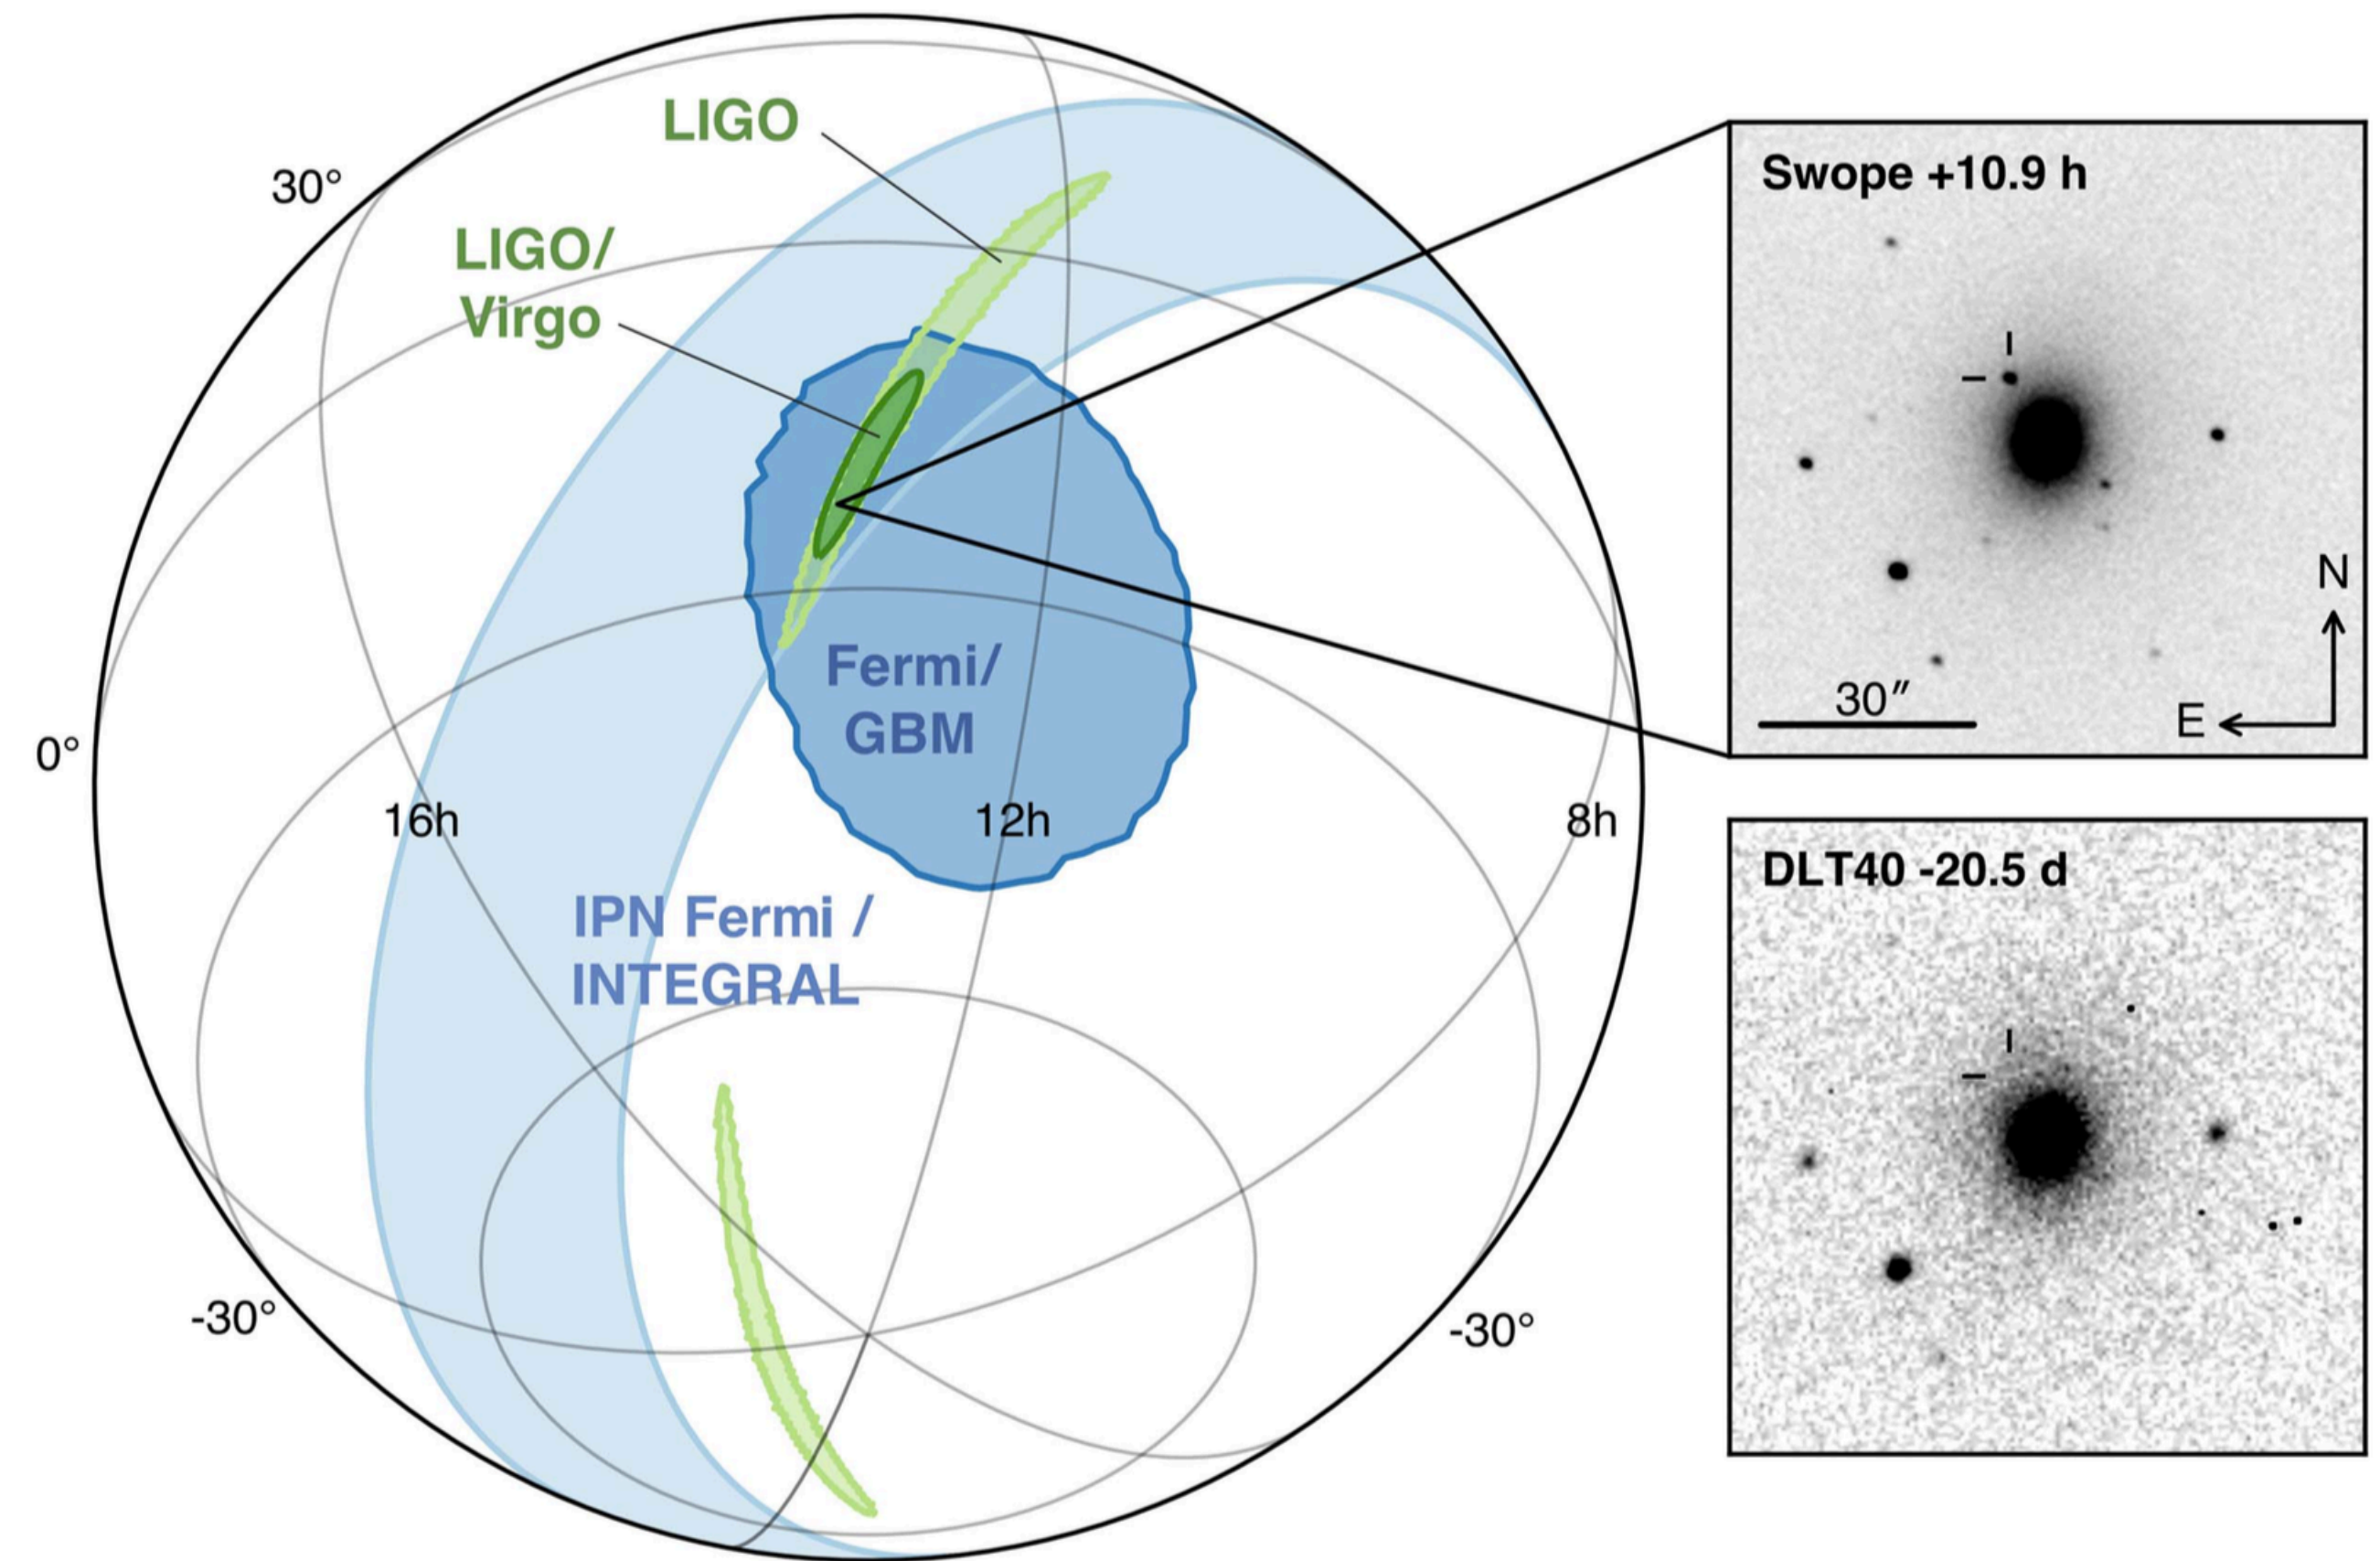 LIGO
30°
LIGO/
Virgo
0°
16h
12h
8h
Fermi/
GBM
IPN Fermi /
INTEGRAL
-30°
-30°
Swope +10.9 h
30″
N
E
DLT40 -20.5 d